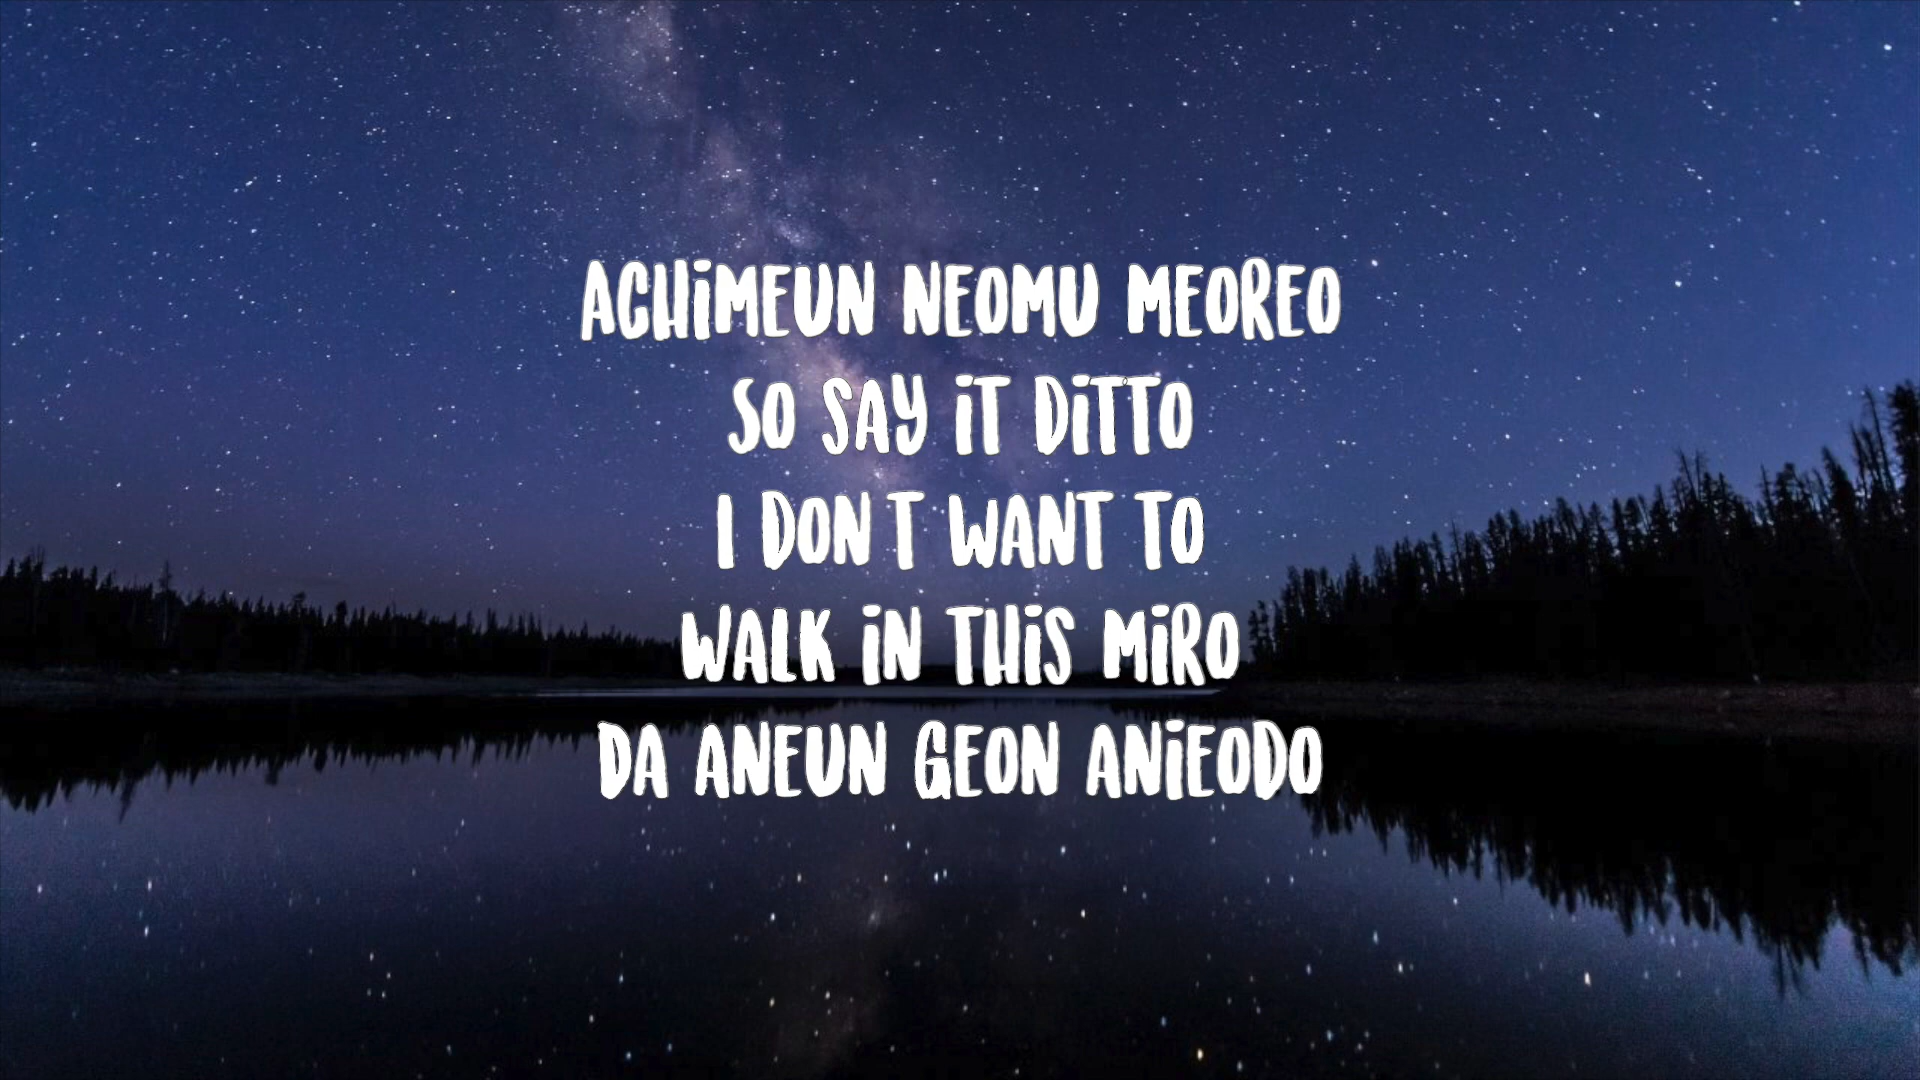 ACHiMEUN NEOMU MEOREO
SO SAY iT DiTTO
I DON'T WANT TO
WALK iN THiS MiRO
DA ANEUN GEON ANiEODO